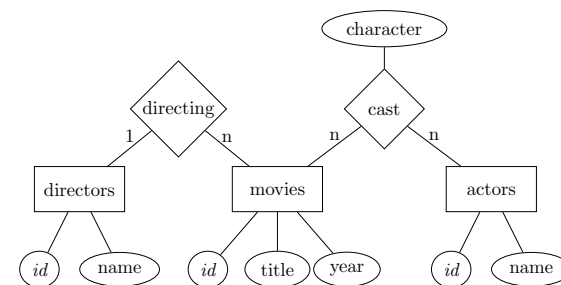 character
directing
cast
1
n
n
n
directors
movies
actors
id
name
id
title
year
id
name